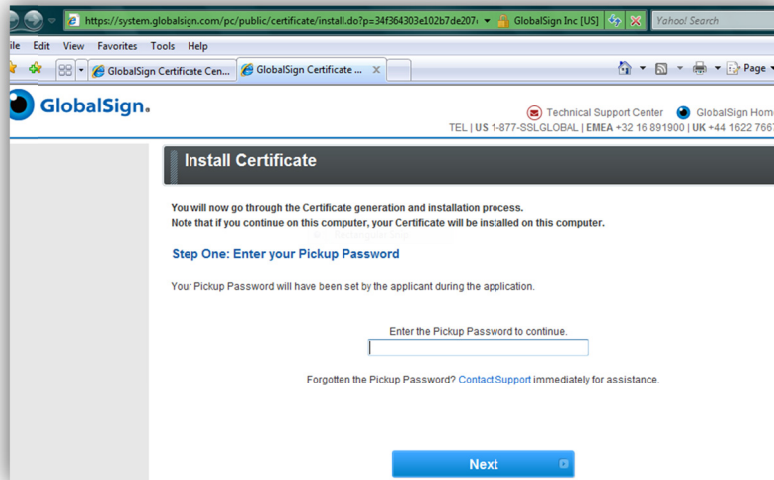 https://system.globalsign.com/pc/public/certificate/install.do?p=34f364303e102b7de207 GlobalSign Inc [US] Yahoo! Search
Edit View Favorites Tools Help
GlobalSign Certificate Cen... GlobalSign Certificate ... X Page
GlobalSign.
Technical Support Center GlobalSign
TEL | US 1-877-SSLGLOBAL | EMEA +32 16 891900 | UK +44 1622
Install Certificate
You will now go through the Certificate generation and installation process.
Note that if you continue on this computer, your Certificate will be installed on this computer.
Step One: Enter your Pickup Password
Your Pickup Password will have been set by the applicant during the application.
Enter the Pickup Password to continue.
Forgotten the Pickup Password? ContactSupport immediately for assistance.
Next